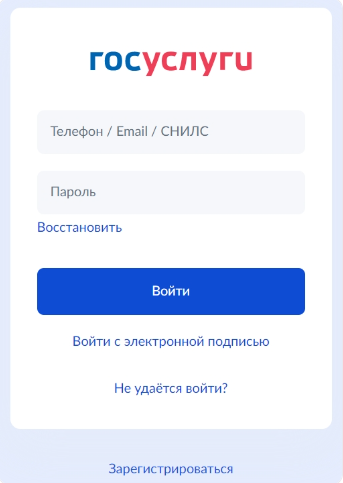 госуслуги
Телефон / Email / СНИЛС
Пароль
Восстановить
Войти
Войти с электронной подписью
Не удаётся войти?
Зарегистрироваться